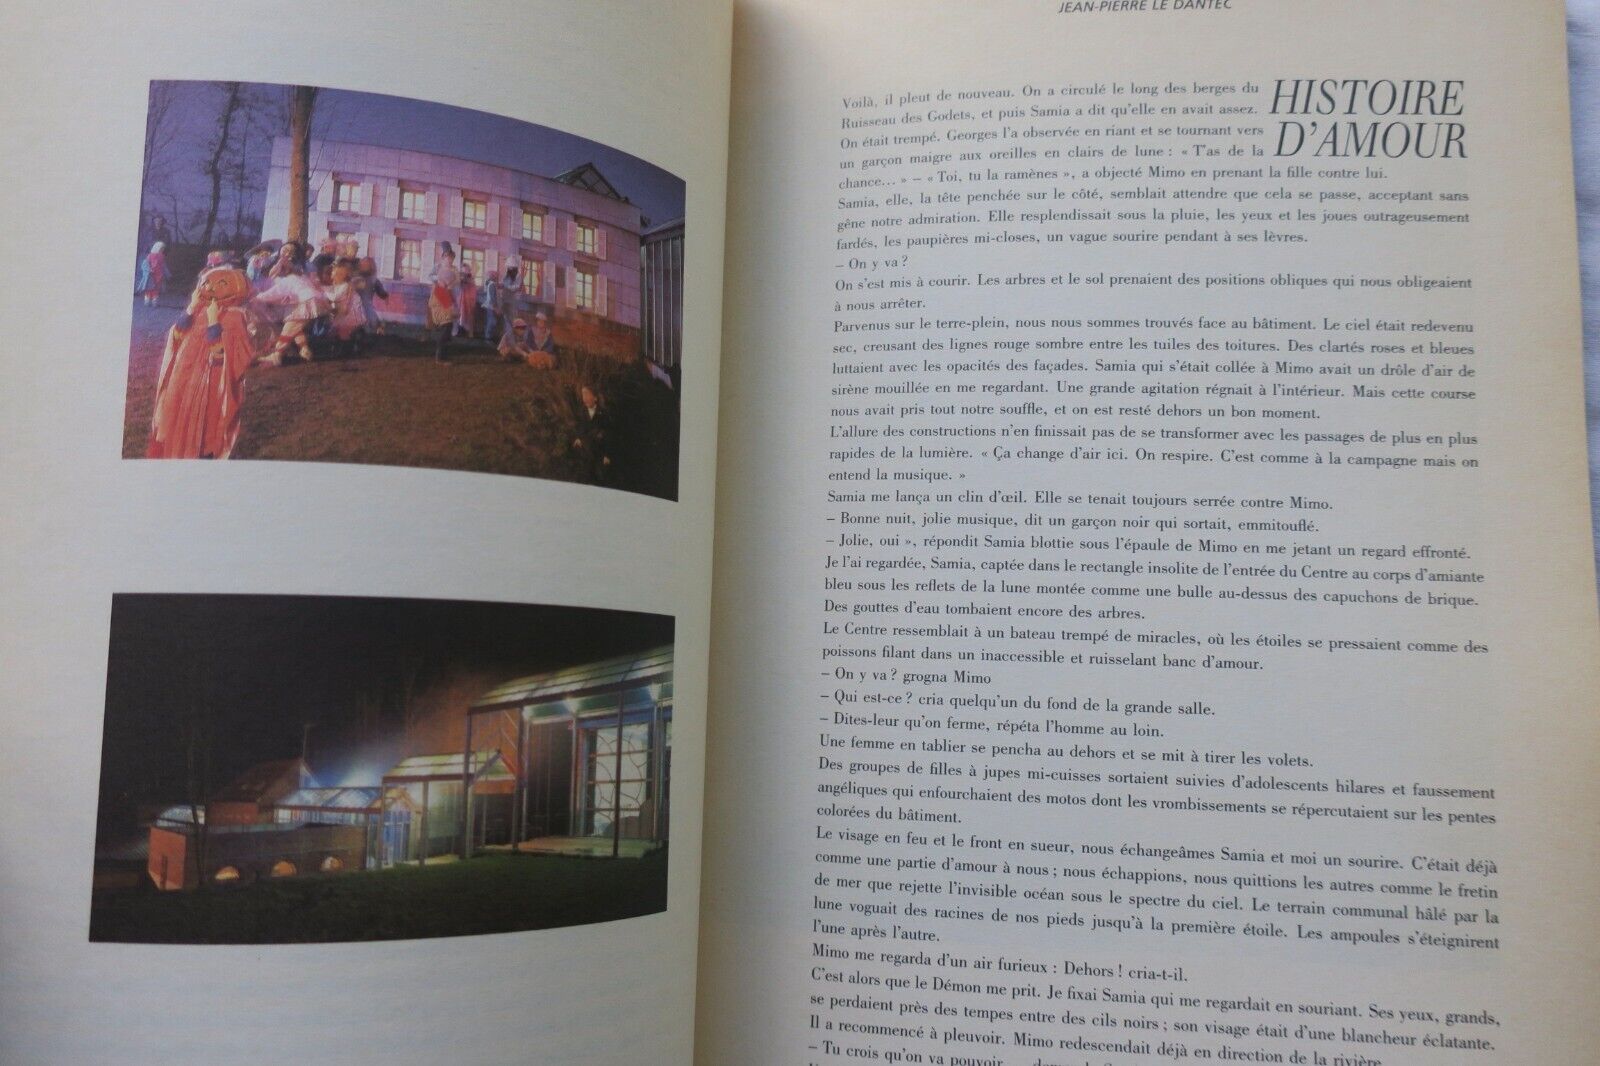 JEAN-PIERRE LE DANTEC
HISTOIRE
D'AMOUR
Voilà, il pleut de nouveau. On a circulé le long des berges du
Ruisseau des Godets, et puis Samia a dit qu'elle en avait assez.
On était trempé. Georges l'a observée en riant et se tournant vers
un garçon maigre aux oreilles en clairs de lune : « T'as de la
chance... » – « Toi, tu la ramènes », a objecté Mimo en prenant la fille contre lui.
Samia, elle, la tête penchée sur le côté, semblait attendre que cela se passe, acceptant sans
gêne notre admiration. Elle resplendissait sous la pluie, les yeux et les joues outrageusement
fardés, les paupières mi-closes, un vague sourire pendant à ses lèvres.
– On y va ?
On s'est mis à courir. Les arbres et le sol prenaient des positions obliques qui nous obligeaient
à nous arrêter.
Parvenus sur le terre-plein, nous nous sommes trouvés face au bâtiment. Le ciel était redevenu
sec, creusant des lignes rouge sombre entre les tuiles des toitures. Des clartés roses et bleues
luttaient avec les opacités des façades. Samia qui s'était collée à Mimo avait un drôle d'air de
sirène mouillée en me regardant. Une grande agitation régnait à l'intérieur. Mais cette course
nous avait pris tout notre souffle, et on est resté dehors un bon moment.
L'allure des constructions n'en finissait pas de se transformer avec les passages de plus en plus
rapides de la lumière. « Ça change d'air ici. On respire. C'est comme à la campagne mais on
entend la musique. »
Samia me lança un clin d'œil. Elle se tenait toujours serrée contre Mimo.
– Bonne nuit, jolie musique, dit un garçon noir qui sortait, emmitouflé.
– Jolie, oui », répondit Samia blottie sous l'épaule de Mimo en me jetant un regard effronté.
Je l'ai regardée, Samia, captée dans le rectangle insolite de l'entrée du Centre au corps d'amiante
bleu sous les reflets de la lune montée comme une bulle au-dessus des capuchons de brique.
Des gouttes d'eau tombaient encore des arbres.
Le Centre ressemblait à un bateau trempé de miracles, où les étoiles se pressaient comme des
poissons filant dans un inaccessible et ruisselant banc d'amour.
– On y va ? grogna Mimo
– Qui est-ce ? cria quelqu'un du fond de la grande salle.
– Dites-leur qu'on ferme, répéta l'homme au loin.
Une femme en tablier se pencha au dehors et se mit à tirer les volets.
Des groupes de filles à jupes mi-cuisses sortaient suivies d'adolescents hilares et faussement
angéliques qui enfourchaient des motos dont les vrombissements se répercutaient sur les pentes
colorées du bâtiment.
Le visage en feu et le front en sueur, nous échangeâmes Samia et moi un sourire. C'était déjà
comme une partie d'amour à nous ; nous échappions, nous quittions les autres comme le fretin
de mer que rejette l'invisible océan sous le spectre du ciel. Le terrain communal hâlé par la
lune voguait des racines de nos pieds jusqu'à la première étoile. Les ampoules s'éteignirent
l'une après l'autre.
Mimo me regarda d'un air furieux : Dehors ! cria-t-il.
C'est alors que le Démon me prit. Je fixai Samia qui me regardait en souriant. Ses yeux, grands,
se perdaient près des tempes entre des cils noirs ; son visage était d'une blancheur éclatante.
Il a recommencé à pleuvoir. Mimo redescendait déjà en direction de la rivière.
– Tu crois qu'on va pouvoir